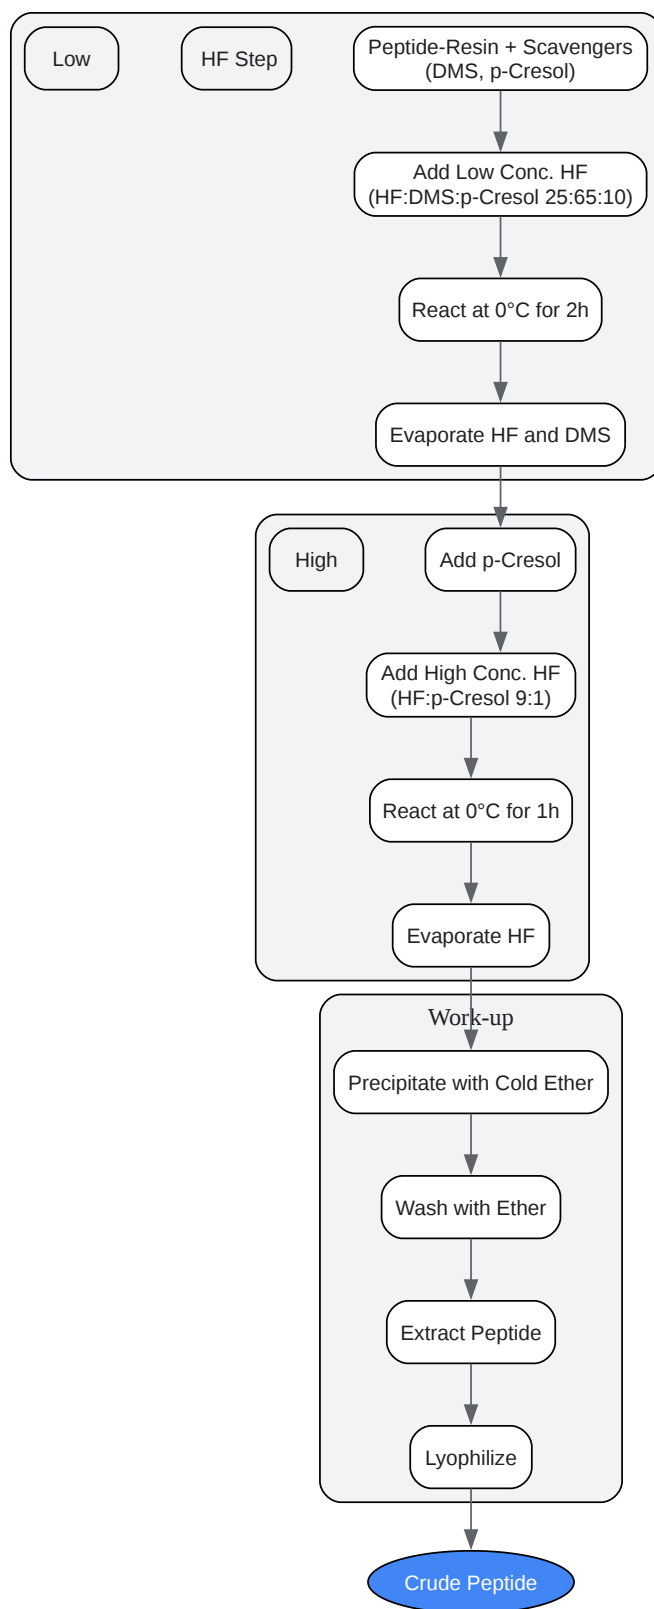 Low
HF Step
Peptide-Resin + Scavengers
(DMS, p-Cresol)
Add Low Conc. HF
(HF:DMS:p-Cresol 25:65:10)
React at 0°C for 2h
Evaporate HF and DMS
High
Add p-Cresol
Add High Conc. HF
(HF:p-Cresol 9:1)
React at 0°C for 1h
Evaporate HF
Work-up
Precipitate with Cold Ether
Wash with Ether
Extract Peptide
Lyophilize
Crude Peptide